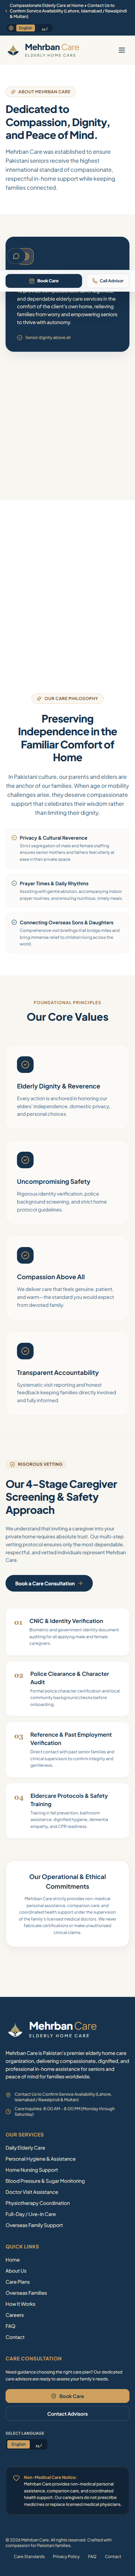 Compassionate Elderly Care at Home • Contact Us to
Confirm Service Availability (Lahore, Islamabad / Rawalpindi
& Multan)
English
اردو
Mehrban Care
ELDERLY HOME CARE
ABOUT MEHRBAN CARE
Dedicated to
Compassion, Dignity,
and Peace of Mind.
Mehrban Care was established to ensure
Pakistani seniors receive the highest
international standard of compassionate,
respectful in-home support while keeping
families connected.
Book Care
Call Advisor
and dependable elderly care services in the
comfort of their own homes, relieving
families from worry and empowering seniors
to thrive with autonomy.
Senior dignity above all
OUR CARE PHILOSOPHY
Preserving
Independence in the
Familiar Comfort of
Home
In Pakistani culture, our parents and elders are
the anchor of our families. When age or mobility
challenges arise, they deserve compassionate
support that celebrates their wisdom rather
than limiting their dignity.
Privacy & Cultural Reverence
Strict segregation of male and female staffing
ensures senior mothers and fathers feel utterly at
ease in their private space.
Prayer Times & Daily Rhythms
Assisting with gentle ablution, accompanying indoor
prayer routines, and ensuring nutritious, timely meals.
Connecting Overseas Sons & Daughters
Comprehensive oral briefings that bridge miles and
bring immense relief to children living across the
world.
FOUNDATIONAL PRINCIPLES
Our Core Values
Elderly Dignity & Reverence
Every action is anchored in honoring our
elders' independence, domestic privacy,
and personal choices.
Uncompromising Safety
Rigorous identity verification, police
background screening, and strict home
protocol guidelines.
Compassion Above All
We deliver care that feels genuine, patient,
and warm—the standard you would expect
from devoted family.
Transparent Accountability
Systematic visit reporting and honest
feedback keeping families directly involved
and fully informed.
RIGOROUS VETTING
Our 4-Stage Caregiver
Screening & Safety
Approach
We understand that inviting a caregiver into your
private home requires absolute trust. Our multi-step
vetting protocol ensures only the most dependable,
respectful, and vetted individuals represent Mehrban
Care.
Book a Care Consultation
01
CNIC & Identity Verification
Biometric and government identity document
auditing for all applying male and female
caregivers.
02
Police Clearance & Character
Audit
Formal police character certification and local
community background checks before
onboarding.
03
Reference & Past Employment
Verification
Direct contact with past senior families and
clinical supervisors to confirm integrity and
gentleness.
04
Eldercare Protocols & Safety
Training
Training in fall prevention, bathroom
assistance, dignified hygiene, dementia
empathy, and CPR readiness.
Our Operational & Ethical
Commitments
Mehrban Care strictly provides non-medical
personal assistance, companion care, and
coordinated home health support under the direction
of the family's licensed medical doctors. We never
fabricate certifications or make unauthorised
clinical claims.
Mehrban Care
ELDERLY HOME CARE
Mehrban Care is Pakistan's premier elderly home care
organization, delivering compassionate, dignified, and
professional in-home assistance for seniors and
peace of mind for families worldwide.
Contact Us to Confirm Service Availability (Lahore,
Islamabad / Rawalpindi & Multan)
Care Inquiries: 8:00 AM - 8:00 PM (Monday through
Saturday)
OUR SERVICES
Daily Elderly Care
Personal Hygiene & Assistance
Home Nursing Support
Blood Pressure & Sugar Monitoring
Doctor Visit Assistance
Physiotherapy Coordination
Full-Day / Live-In Care
Overseas Family Support
QUICK LINKS
Home
About Us
Care Plans
Overseas Families
How It Works
Careers
FAQ
Contact
CARE CONSULTATION
Need guidance choosing the right care plan? Our dedicated
care advisors are ready to assess your family's needs.
Book Care
Contact Advisors
SELECT LANGUAGE
English
اردو
Non-Medical Care Notice:
Mehrban Care provides non-medical personal
assistance, companion care, and coordinated
health support. Our caregivers do not prescribe
medicines or replace licensed medical physicians.
© 2026 Mehrban Care. All rights reserved. Crafted with
compassion for Pakistani families.
Care Standards
Privacy Policy
FAQ
Contact